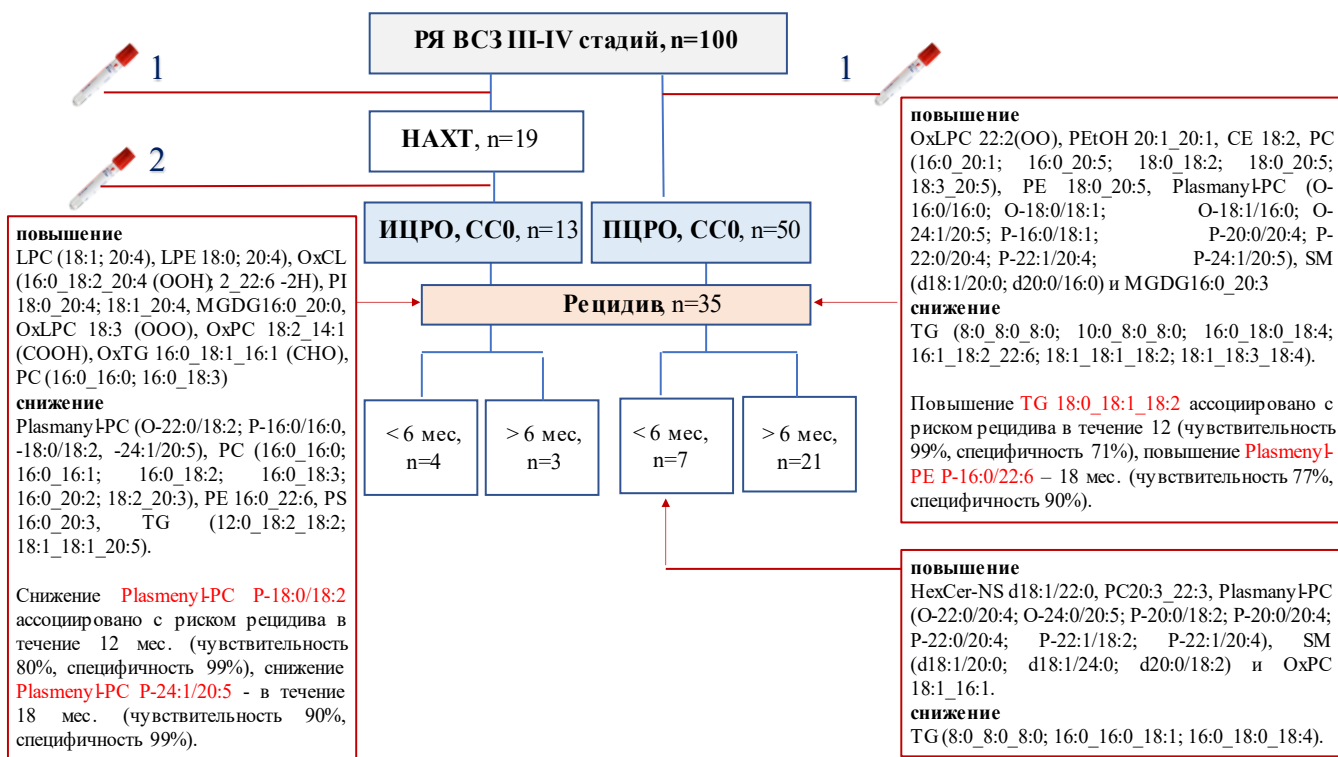 РЯ ВСЗ III-IV стадий, n=100
1
1
НАХТ, n=19
2
ИЦРО, CC0, n=13
ПЦРО, CC0, n=50
Рецидив, n=35
< 6 мес,
n=4
> 6 мес,
n=3
< 6 мес,
n=7
> 6 мес,
n=21
повышение
LPC (18:1; 20:4), LPE 18:0; 20:4), OxCL
(16:0_18:2_20:4 (OOH); 2_22:6 -2H), PI
18:0_20:4; 18:1_20:4, MGDG16:0_20:0,
OxLPC 18:3 (OOO), OxPC 18:2_14:1
(COOH), OxTG 16:0_18:1_16:1 (CHO),
PC (16:0_16:0; 16:0_18:3)
снижение
Plasmanyl-PC (O-22:0/18:2; P-16:0/16:0,
-18:0/18:2, -24:1/20:5), PC (16:0_16:0;
16:0_16:1; 16:0_18:2; 16:0_18:3;
16:0_20:2; 18:2_20:3), PE 16:0_22:6, PS
16:0_20:3, TG (12:0_18:2_18:2;
18:1_18:1_20:5).
Снижение Plasmenyl-PC P-18:0/18:2
ассоциировано с риском рецидива в
течение 12 мес. (чувствительность
80%, специфичность 99%), снижение
Plasmenyl-PC P-24:1/20:5 - в течение
18 мес. (чувствительность 90%,
специфичность 99%).
повышение
OxLPC 22:2(OO), PEtOH 20:1_20:1, CE 18:2, PC
(16:0_20:1; 16:0_20:5; 18:0_18:2; 18:0_20:5;
18:3_20:5), PE 18:0_20:5, Plasmanyl-PC (O-
16:0/16:0; O-18:0/18:1; O-18:1/16:0; O-
24:1/20:5; P-16:0/18:1; P-20:0/20:4; P-
22:0/20:4; P-22:1/20:4; P-24:1/20:5), SM
(d18:1/20:0; d20:0/16:0) и MGDG16:0_20:3
снижение
TG (8:0_8:0_8:0; 10:0_8:0_8:0; 16:0_18:0_18:4;
16:1_18:2_22:6; 18:1_18:1_18:2; 18:1_18:3_18:4).
Повышение TG 18:0_18:1_18:2 ассоциировано с
риском рецидива в течение 12 (чувствительность
99%, специфичность 71%), повышение Plasmenyl-
PE P-16:0/22:6 – 18 мес. (чувствительность 77%,
специфичность 90%).
повышение
HexCer-NS d18:1/22:0, PC20:3_22:3, Plasmanyl-PC
(O-22:0/20:4; O-24:0/20:5; P-20:0/18:2; P-20:0/20:4;
P-22:0/20:4; P-22:1/18:2; P-22:1/20:4), SM
(d18:1/20:0; d18:1/24:0; d20:0/18:2) и OxPC
18:1_16:1.
снижение
TG (8:0_8:0_8:0; 16:0_16:0_18:1; 16:0_18:0_18:4).